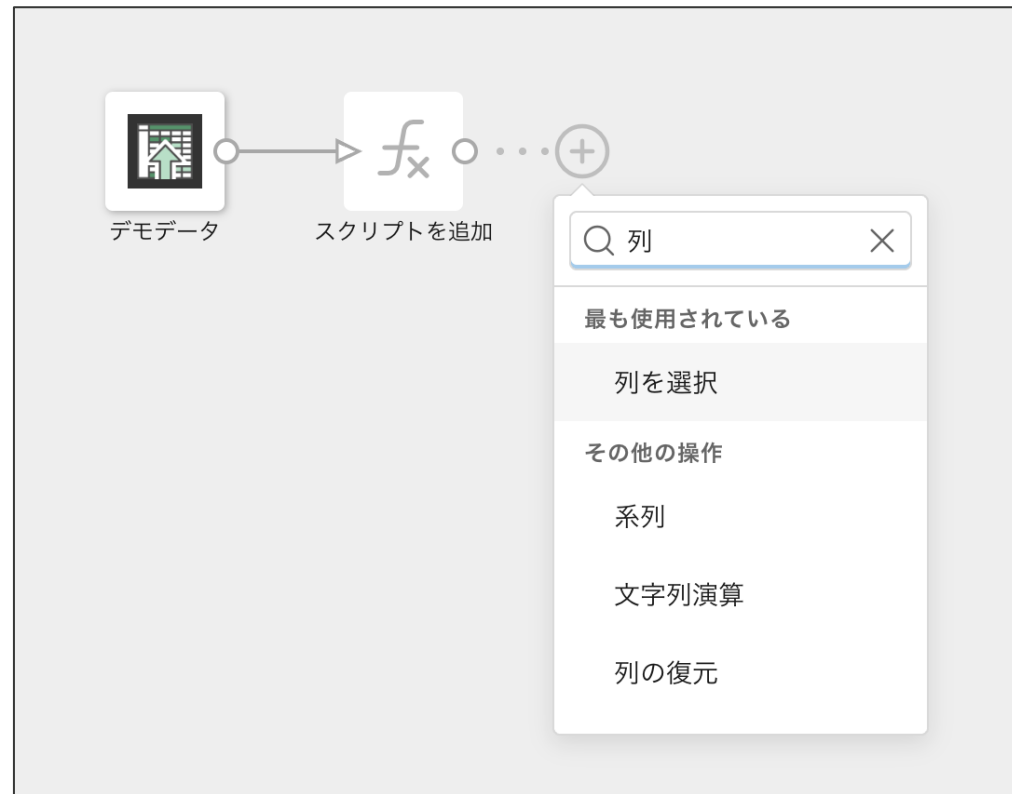 デモデータ
スクリプトを追加
列
最も使用されている
列を選択
その他の操作
系列
文字列演算
列の復元